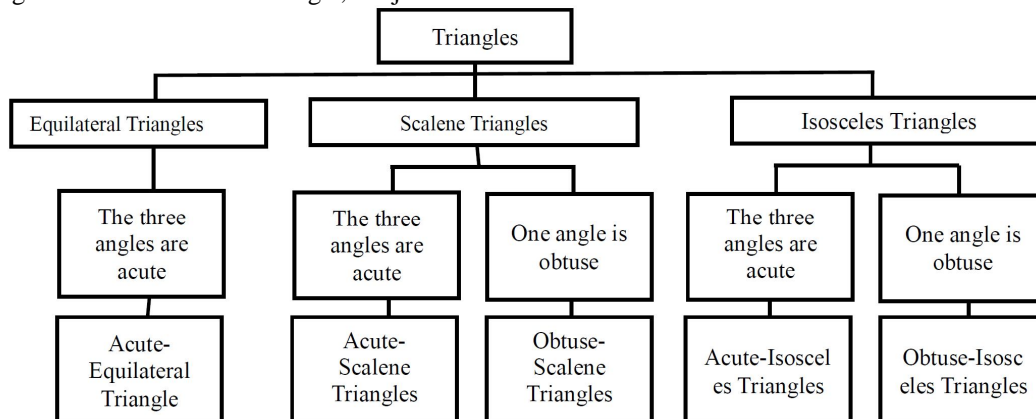 Triangles
Equilateral Triangles
Scalene Triangles
Isosceles Triangles
The three
angles are
acute
The three
angles are
acute
One angle is
obtuse
The three
angles are
acute
One angle is
obtuse
Acute-
Equilateral
Triangle
Acute-
Scalene
Triangles
Obtuse-
Scalene
Triangles
Acute-Isoscel
es Triangles
Obtuse-Isosc
eles Triangles